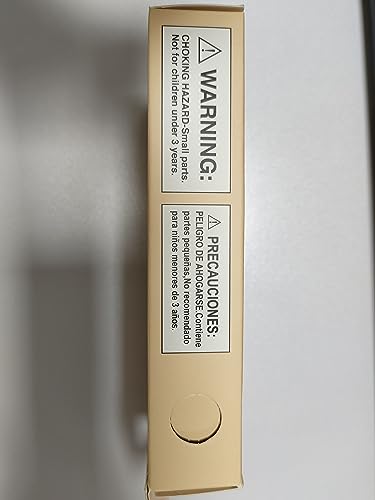 ⚠ WARNING:
CHOKING HAZARD-Small parts.
Not for children under 3 years.
⚠ PRECAUCIONES:
PELIGRO DE AHOGARSE.Contiene
partes pequeñas,No recomendado
para niños menores de 3 años.